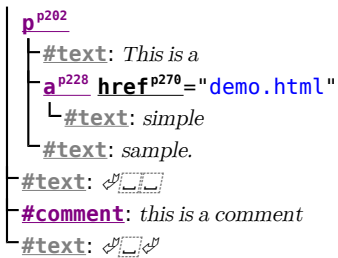 p p202
#text: This is a
a p228 href p270="demo.html"
#text: simple
#text: sample.
#text: ⏎␣␣
#comment: this is a comment
#text: ⏎␣⏎